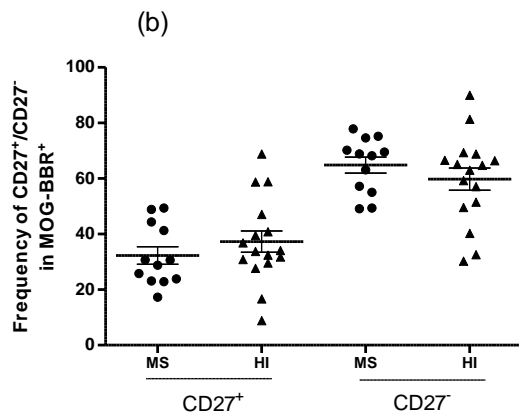 (b)
Frequency of CD27⁺/CD27⁻
in MOG-BBR⁺
100
80
60
40
20
0
MS HI MS HI
CD27⁺ CD27⁻